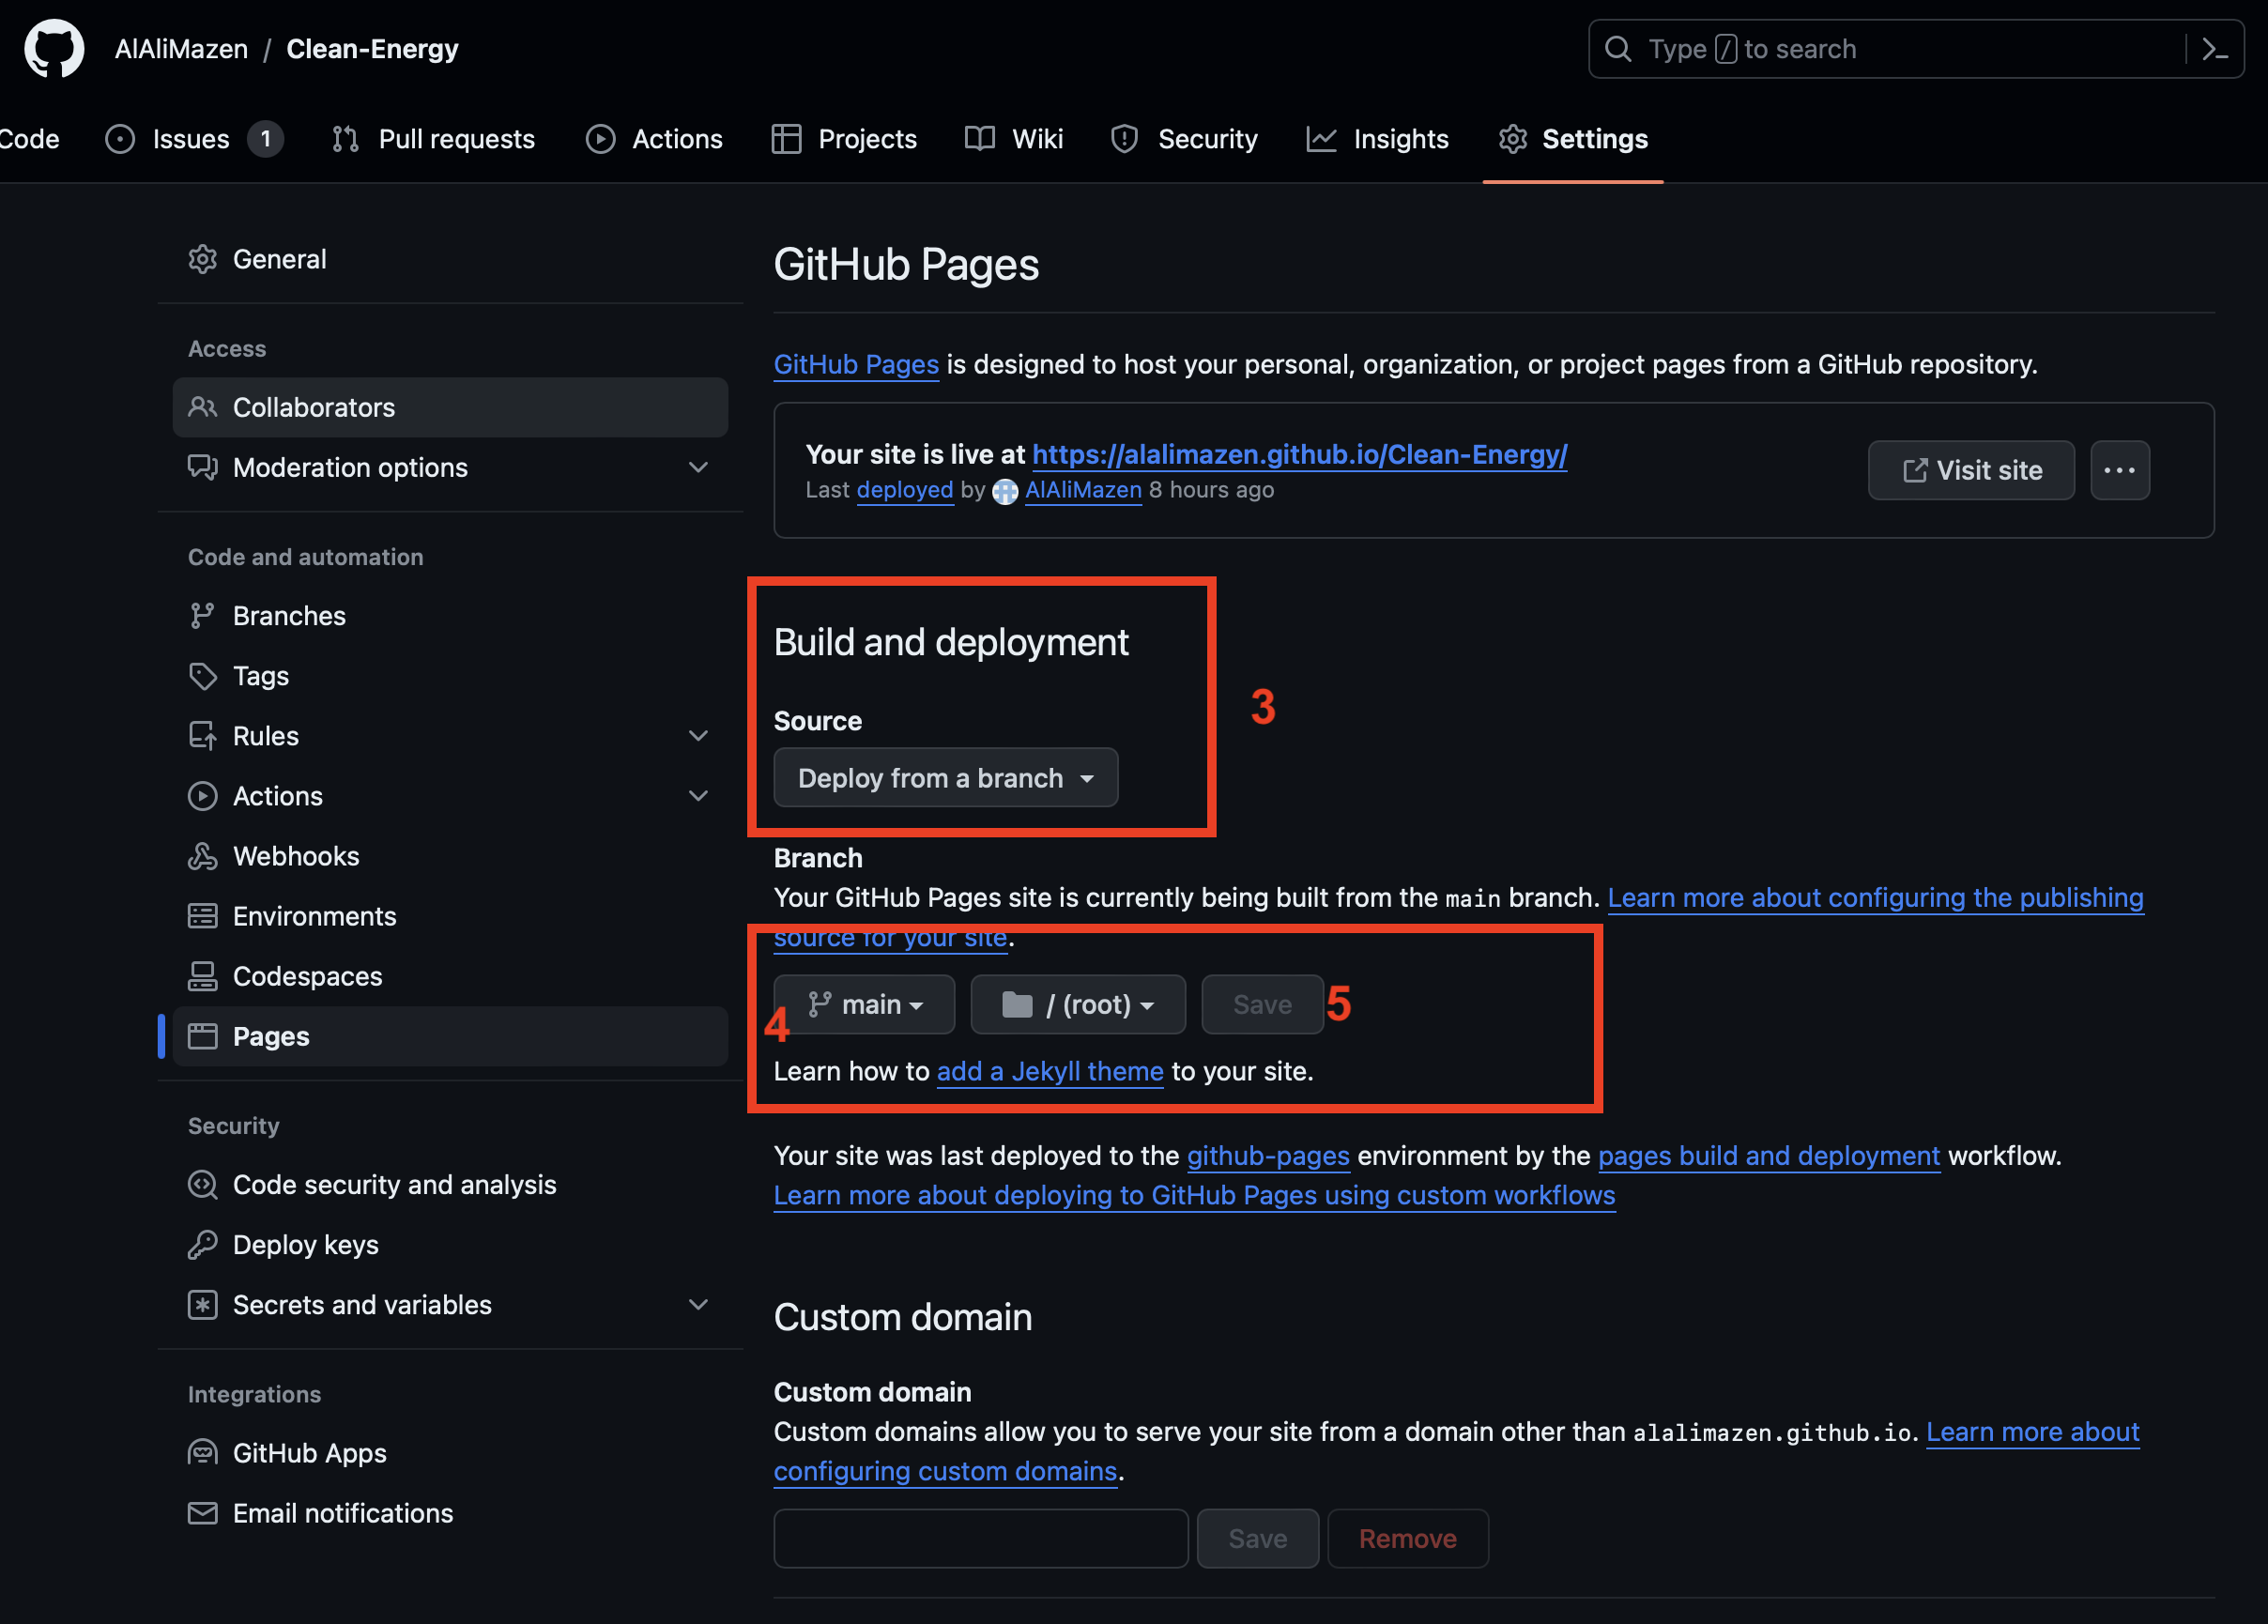 AlAliMazen / Clean-Energy
Type / to search
Code
Issues 1
Pull requests
Actions
Projects
Wiki
Security
Insights
Settings
General
Access
Collaborators
Moderation options
Code and automation
Branches
Tags
Rules
Actions
Webhooks
Environments
Codespaces
Pages
Security
Code security and analysis
Deploy keys
Secrets and variables
Integrations
GitHub Apps
Email notifications
GitHub Pages
GitHub Pages is designed to host your personal, organization, or project pages from a GitHub repository.
Your site is live at https://alalimazen.github.io/Clean-Energy/
Last deployed by AlAliMazen 8 hours ago
Visit site
Build and deployment
3
Source
Deploy from a branch
Branch
Your GitHub Pages site is currently being built from the main branch. Learn more about configuring the publishing
source for your site.
4 main / (root) Save 5
Learn how to add a Jekyll theme to your site.
Your site was last deployed to the github-pages environment by the pages build and deployment workflow.
Learn more about deploying to GitHub Pages using custom workflows
Custom domain
Custom domain
Custom domains allow you to serve your site from a domain other than alalimazen.github.io. Learn more about
configuring custom domains.
Save Remove